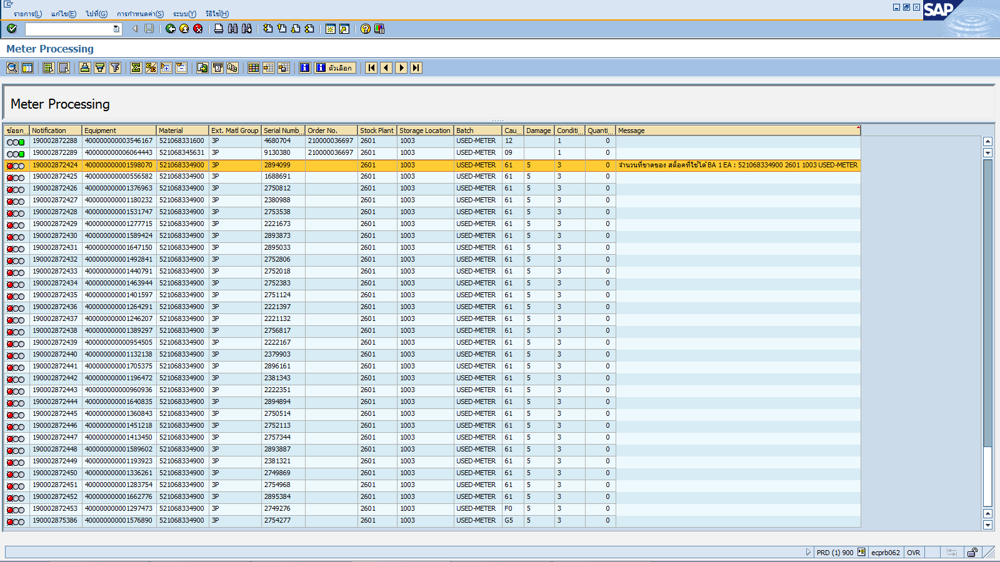 รายการ(L) แก้ไข(E) ไปที่(G) การกำหนดค่า(S) ระบบ(Y) วิธีใช้(H)
SAP
Meter Processing
ตัวเลือก
Meter Processing
ข้อยก... Notification Equipment Material Ext. Matl Group Serial Numb... Order No. Stock Plant Storage Location Batch Cau... Damage Conditi... Quanti... Message
190002872288 400000000003546167 521068331600 3P 4680704 210000036697 2601 1003 USED-METER 12 1 0
190002872289 400000000006064443 521068345631 3P 9130380 210000036697 2601 1003 USED-METER 09 1 0
190002872424 400000000001598070 521068334900 3P 2894099 2601 1003 USED-METER 61 5 3 0 จำนวนที่ขาดของ สต็อคที่ใช้ได้ BA 1 EA : 521068334900 2601 1003 USED-METER
190002872425 400000000000556582 521068334900 3P 1688691 2601 1003 USED-METER 61 5 3 0
190002872426 400000000001376963 521068334900 3P 2750812 2601 1003 USED-METER 61 5 3 0
190002872427 400000000001180232 521068334900 3P 2380988 2601 1003 USED-METER 61 5 3 0
190002872428 400000000001531747 521068334900 3P 2753538 2601 1003 USED-METER 61 5 3 0
190002872429 400000000001277715 521068334900 3P 2221673 2601 1003 USED-METER 61 5 3 0
190002872430 400000000001589424 521068334900 3P 2893873 2601 1003 USED-METER 61 5 3 0
190002872431 400000000001647150 521068334900 3P 2895033 2601 1003 USED-METER 61 5 3 0
190002872432 400000000001492841 521068334900 3P 2752806 2601 1003 USED-METER 61 5 3 0
190002872433 400000000001440791 521068334900 3P 2752018 2601 1003 USED-METER 61 5 3 0
190002872434 400000000001463944 521068334900 3P 2752383 2601 1003 USED-METER 61 5 3 0
190002872435 400000000001401597 521068334900 3P 2751124 2601 1003 USED-METER 61 5 3 0
190002872436 400000000001264291 521068334900 3P 2221397 2601 1003 USED-METER 61 5 3 0
190002872437 400000000001246207 521068334900 3P 2221132 2601 1003 USED-METER 61 5 3 0
190002872438 400000000001389297 521068334900 3P 2756817 2601 1003 USED-METER 61 5 3 0
190002872439 400000000000954505 521068334900 3P 2222167 2601 1003 USED-METER 61 5 3 0
190002872440 400000000001132138 521068334900 3P 2379903 2601 1003 USED-METER 61 5 3 0
190002872441 400000000001705375 521068334900 3P 2896161 2601 1003 USED-METER 61 5 3 0
190002872442 400000000001196472 521068334900 3P 2381343 2601 1003 USED-METER 61 5 3 0
190002872443 400000000000960936 521068334900 3P 2222351 2601 1003 USED-METER 61 5 3 0
190002872444 400000000001640835 521068334900 3P 2894894 2601 1003 USED-METER 61 5 3 0
190002872445 400000000001360843 521068334900 3P 2750514 2601 1003 USED-METER 61 5 3 0
190002872446 400000000001451218 521068334900 3P 2752113 2601 1003 USED-METER 61 5 3 0
190002872447 400000000001413450 521068334900 3P 2757344 2601 1003 USED-METER 61 5 3 0
190002872448 400000000001589602 521068334900 3P 2893887 2601 1003 USED-METER 61 5 3 0
190002872449 400000000001193923 521068334900 3P 2381321 2601 1003 USED-METER 61 5 3 0
190002872450 400000000001336261 521068334900 3P 2749869 2601 1003 USED-METER 61 5 3 0
190002872451 400000000001283754 521068334900 3P 2754968 2601 1003 USED-METER 61 5 3 0
190002872452 400000000001662776 521068334900 3P 2895384 2601 1003 USED-METER 61 5 3 0
190002872453 400000000001297473 521068334900 3P 2749276 2601 1003 USED-METER F0 5 3 0
190002875386 400000000001576890 521068334900 3P 2754277 2601 1003 USED-METER G5 5 3 0
PRD (1) 900 ecprb062 OVR